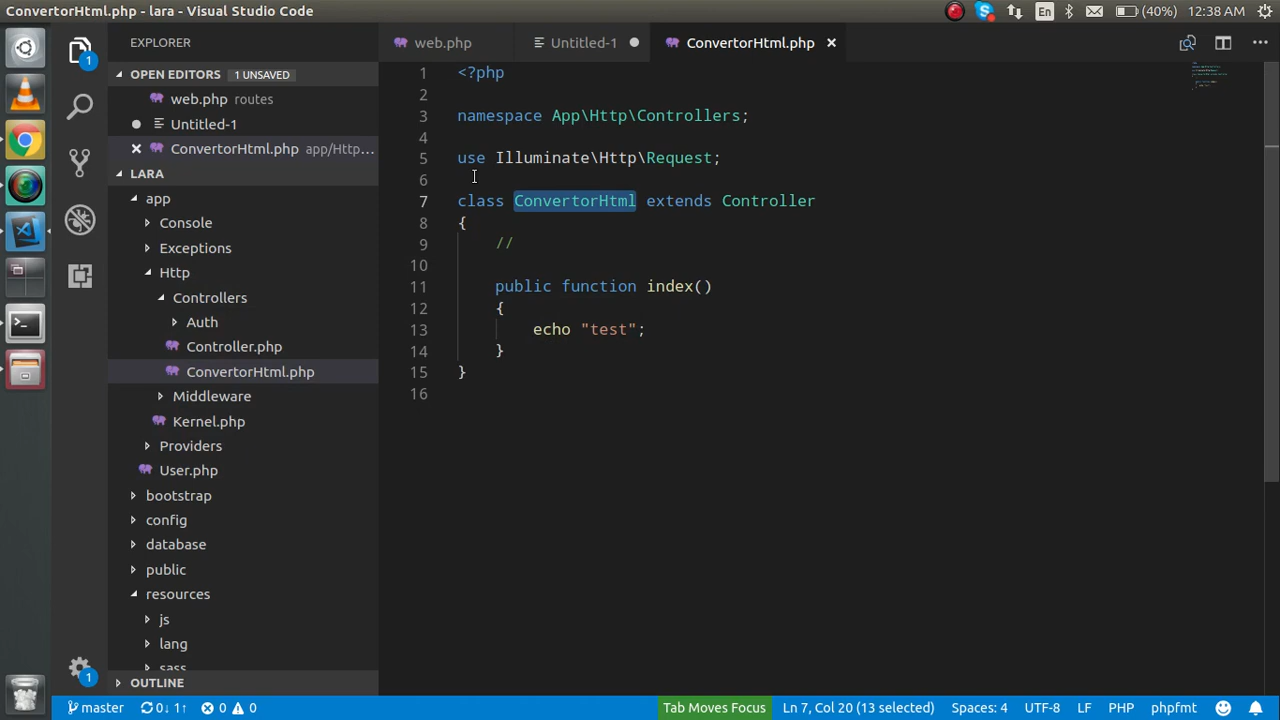 ConvertorHtml.php - lara - Visual Studio Code
En
(40%)
12:38 AM
EXPLORER
web.php
Untitled-1
ConvertorHtml.php
1
OPEN EDITORS 1 UNSAVED
web.php routes
Untitled-1
ConvertorHtml.php app/Http...
LARA
app
Console
Exceptions
Http
Controllers
Auth
Controller.php
ConvertorHtml.php
Middleware
Kernel.php
Providers
User.php
bootstrap
config
database
public
resources
js
lang
sass
OUTLINE
1
1 <?php
2
3 namespace App\Http\Controllers;
4
5 use Illuminate\Http\Request;
6
7 class ConvertorHtml extends Controller
8 {
9 //
10
11 public function index()
12 {
13 echo "test";
14 }
15 }
16
master
0↓ 1↑
0
0
Tab Moves Focus
Ln 7, Col 20 (13 selected)
Spaces: 4
UTF-8
LF
PHP
phpfmt